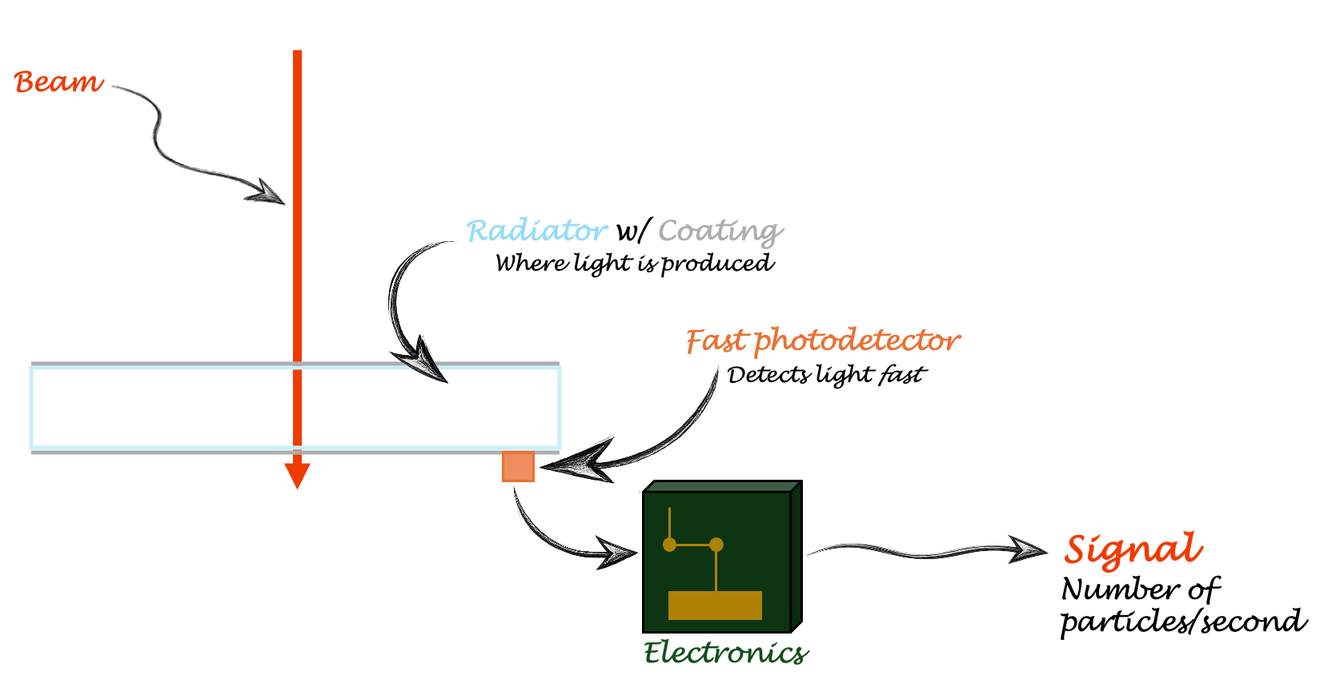 Beam
Radiator w/ Coating
Where light is produced
Fast photodetector
Detects light fast
Signal
Number of
particles/second
Electronics